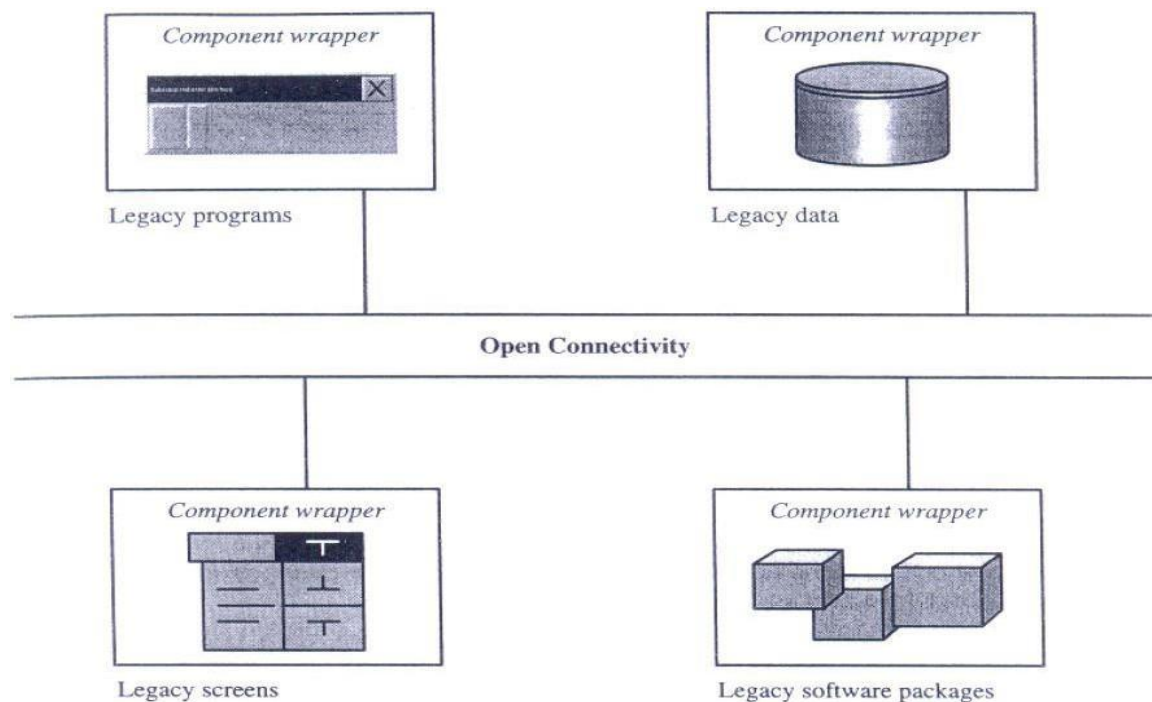 Component wrapper
Component wrapper
Legacy programs
Legacy data
Open Connectivity
Component wrapper
Component wrapper
Legacy screens
Legacy software packages